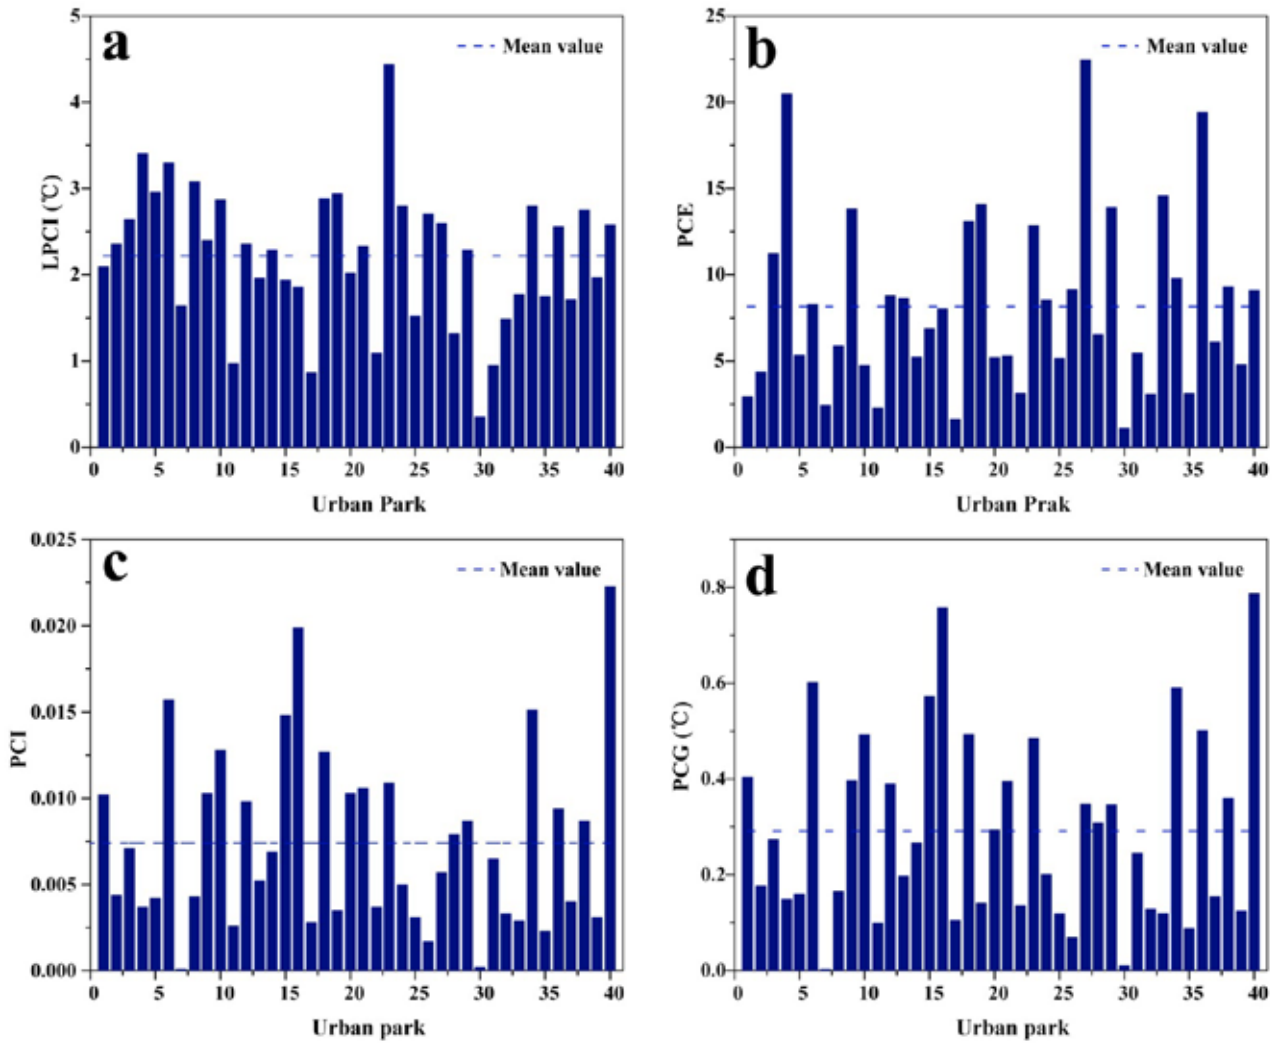 a
Mean value
5
4
3
2
1
0
LPCI (℃)
0 5 10 15 20 25 30 35 40
Urban Park
b
Mean value
25
20
15
10
5
0
PCE
0 5 10 15 20 25 30 35 40
Urban Prak
c
Mean value
0.025
0.020
0.015
0.010
0.005
0.000
PCI
0 5 10 15 20 25 30 35 40
Urban park
d
Mean value
0.8
0.6
0.4
0.2
0.0
PCG (℃)
0 5 10 15 20 25 30 35 40
Urban park